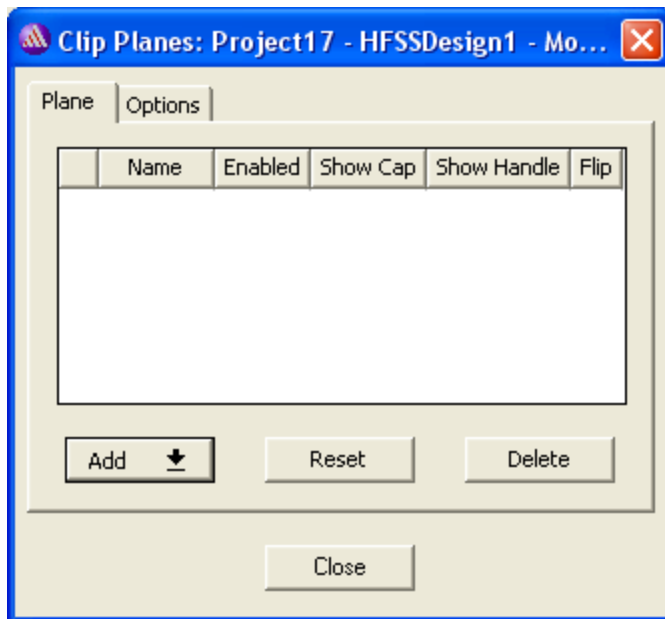 Clip Planes: Project17 - HFSSDesign1 - Mo...
Plane Options
Name Enabled Show Cap Show Handle Flip
Add Reset Delete
Close